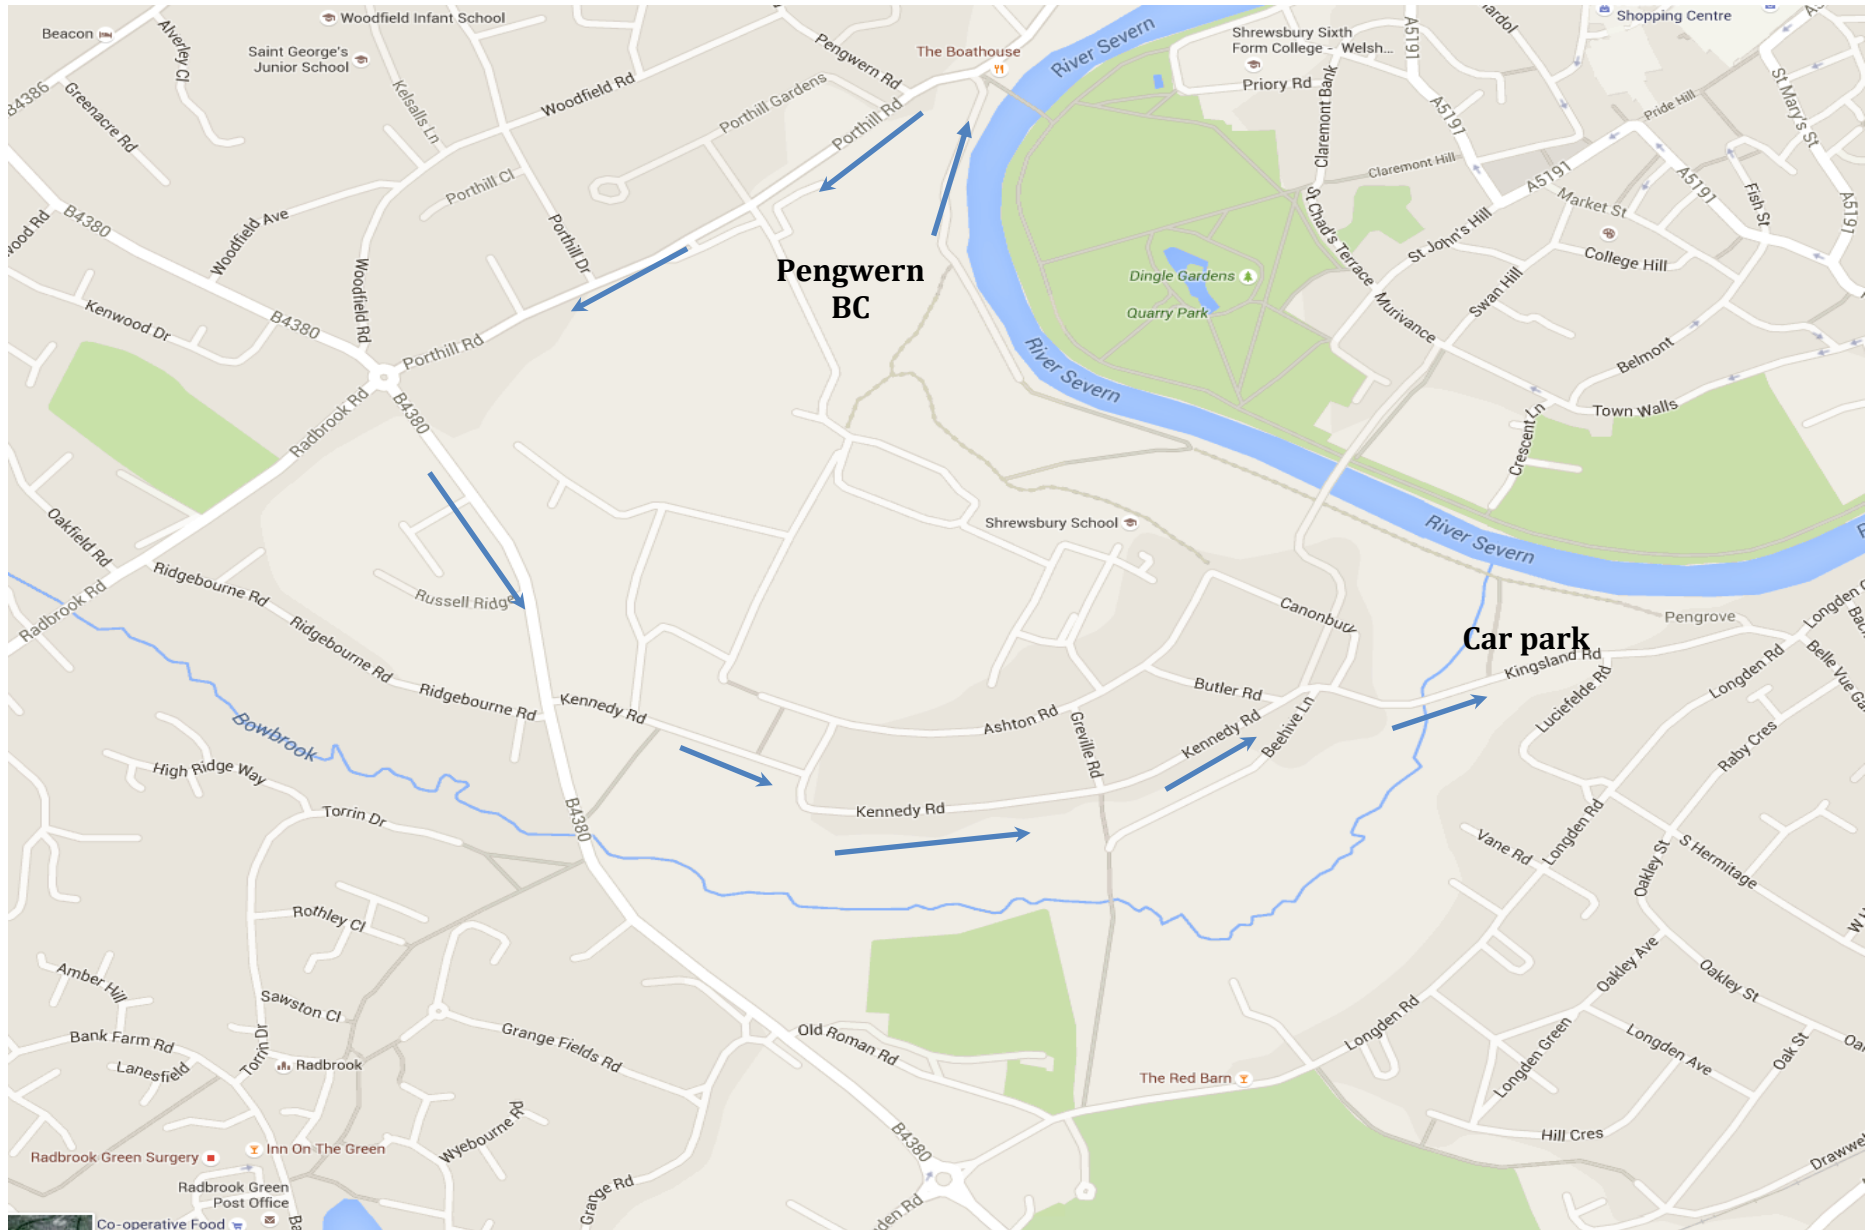 Woodfield Infant School
Beacon
Alverley Cl
Saint George's
Junior School
B4386
Greenacre Rd
Kelsalls Ln
Woodfield Rd
Pengwern Rd
The Boathouse
Porthill Gardens
Porthill Rd
River Severn
Shrewsbury Sixth
Form College - Welsh...
Priory Rd
Claremont Bank
A5191
Shopping Centre
St Mary's St
Pride Hill
A5191
Claremont Hill
A5191
A5191
Market St
Fish St
A5191
College Hill
St John's Hill
Swan Hill
St Chad's Terrace
Murivance
Belmont
Town Walls
Crescent Ln
Dingle Gardens
Quarry Park
River Severn
River Severn
Porthill Cl
Porthill Dr
Woodfield Ave
Woodfield Rd
B4380
Kenwood Dr
B4380
Porthill Rd
Pengwern
BC
Radbrook Rd
B4380
Oakfield Rd
Radbrook Rd
Ridgebourne Rd
Ridgebourne Rd
Ridgebourne Rd
Russell Ridge
Shrewsbury School
Canonbury
Pengrove
Car park
Kingsland Rd
Luciefelde Rd
Longden Rd
Raby Cres
Kennedy Rd
Ashton Rd
Greville Rd
Butler Rd
Kennedy Rd
Beehive Ln
Kennedy Rd
Bowbrook
High Ridge Way
Torrin Dr
B4380
Vane Rd
Longden Rd
Oakley St
S Hermitage
Rothley Cl
Amber Hill
Sawston Cl
Bank Farm Rd
Lanesfield
Torrin Dr
Radbrook
Grange Fields Rd
Wyebourne Rd
Old Roman Rd
The Red Barn
Longden Rd
Oakley Ave
Oakley St
Longden Green
Longden Ave
Oak St
Hill Cres
B4380
Radbrook Green Surgery
Inn On The Green
Radbrook Green
Post Office
Co-operative Food
Grange Rd